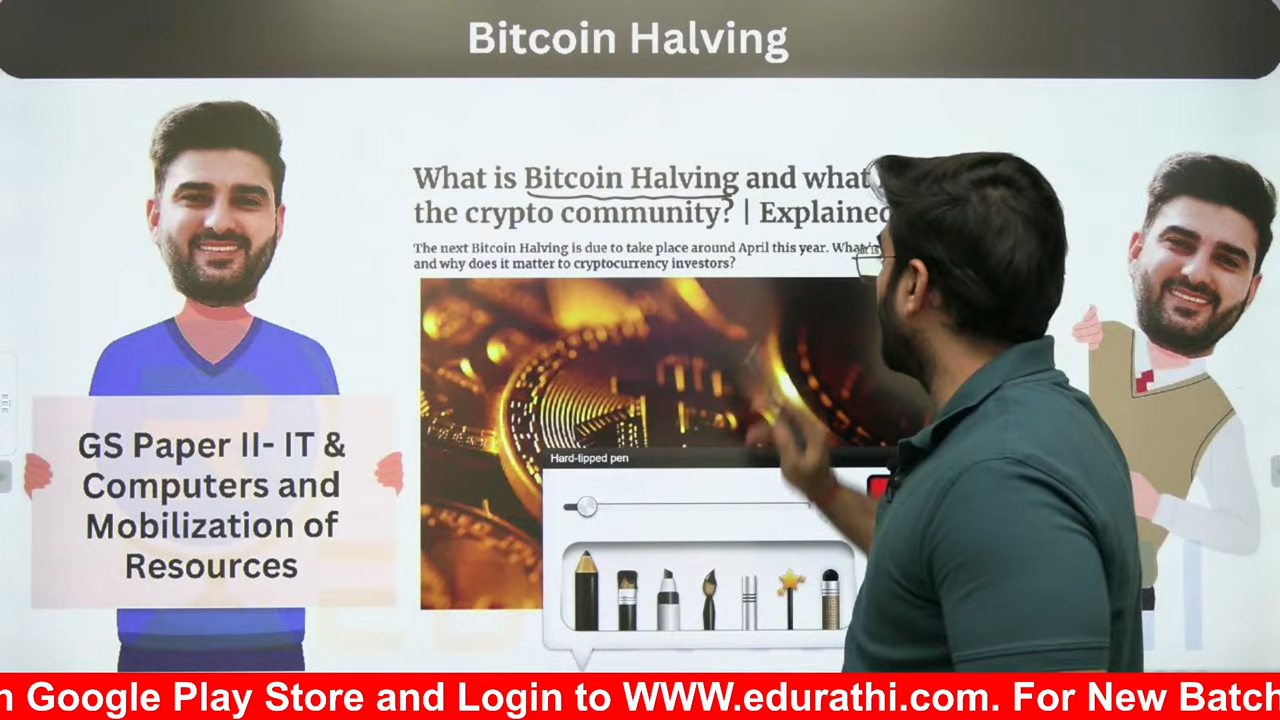 Bitcoin Halving
What is Bitcoin Halving and what
the crypto community? | Explained
The next Bitcoin Halving is due to take place around April this year. What is
and why does it matter to cryptocurrency investors?
GS Paper II- IT &
Computers and
Mobilization of
Resources
Hard-tipped pen
n Google Play Store and Login to WWW.edurathi.com. For New Batch